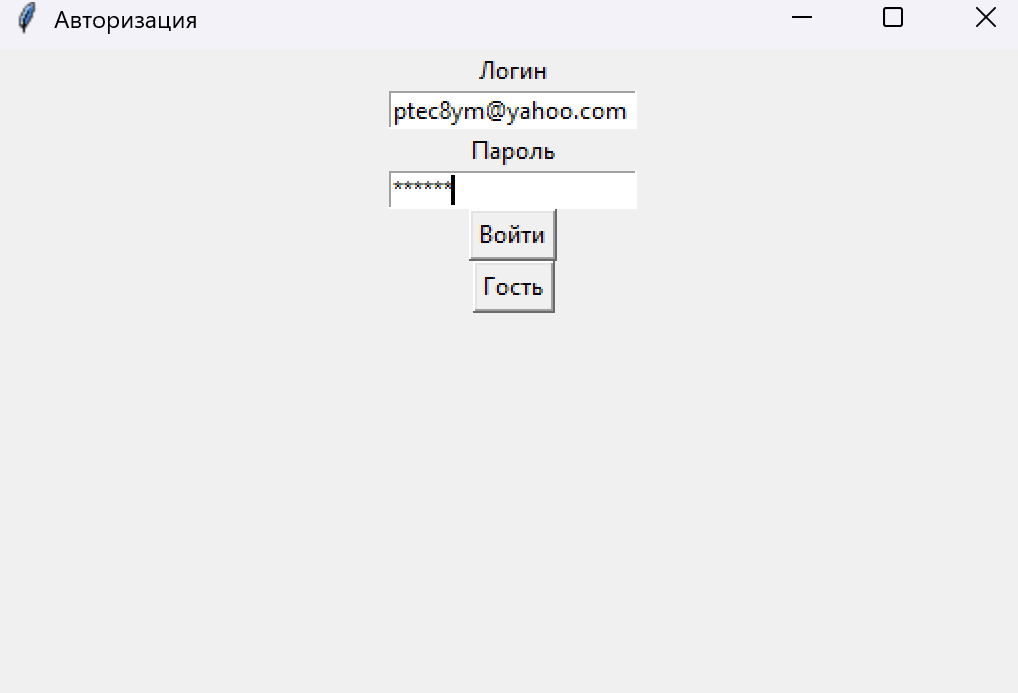 Авторизация
Логин
ptec8ym@yahoo.com
Пароль
******
Войти
Гость